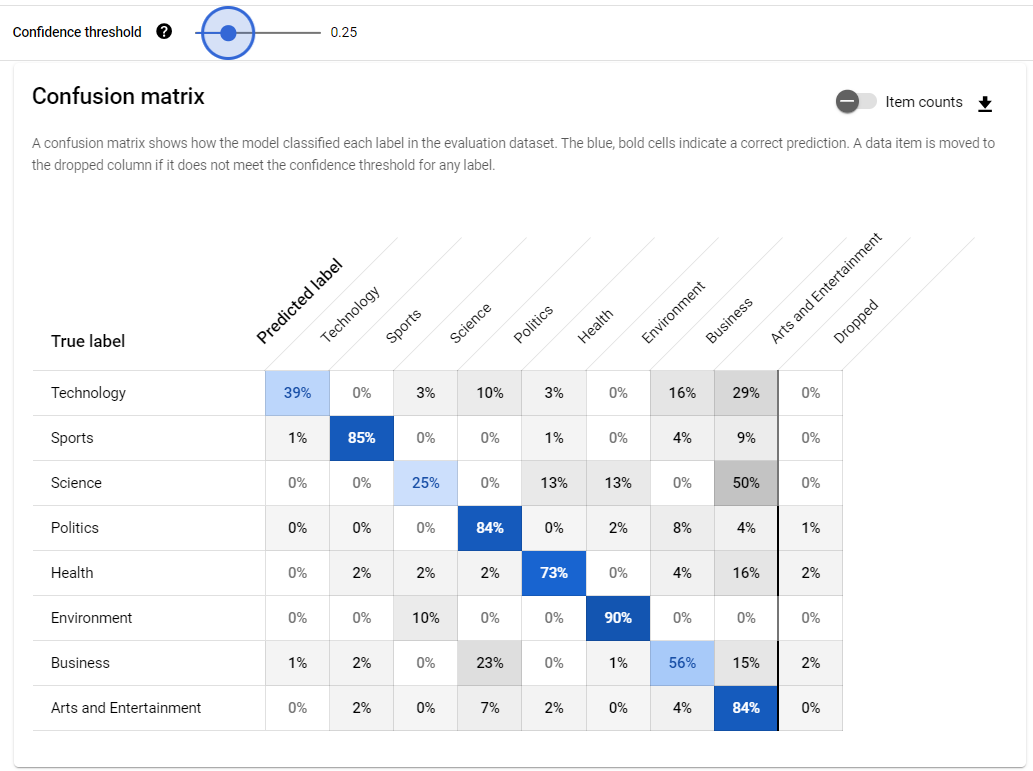 Confidence threshold ? 0.25
Confusion matrix
Item counts
A confusion matrix shows how the model classified each label in the evaluation dataset. The blue, bold cells indicate a correct prediction. A data item is moved to
the dropped column if it does not meet the confidence threshold for any label.
True label Predicted label Technology Sports Science Politics Health Environment Business Arts and Entertainment Dropped
Technology 39% 0% 3% 10% 3% 0% 16% 29% 0%
Sports 1% 85% 0% 0% 1% 0% 4% 9% 0%
Science 0% 0% 25% 0% 13% 13% 0% 50% 0%
Politics 0% 0% 0% 84% 0% 2% 8% 4% 1%
Health 0% 2% 2% 2% 73% 0% 4% 16% 2%
Environment 0% 0% 10% 0% 0% 90% 0% 0% 0%
Business 1% 2% 0% 23% 0% 1% 56% 15% 2%
Arts and Entertainment 0% 2% 0% 7% 2% 0% 4% 84% 0%